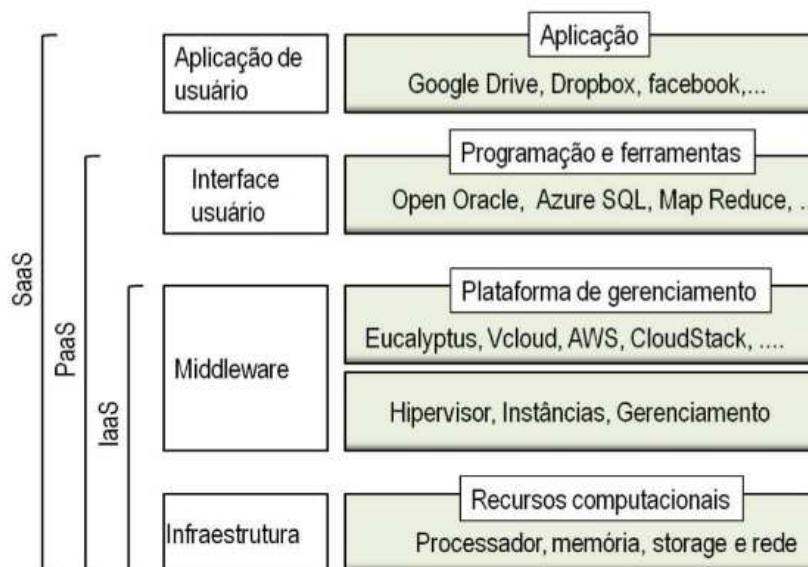 SaaS
PaaS
IaaS
Aplicação de
usuário
Aplicação
Google Drive, Dropbox, facebook,...
Interface
usuário
Programação e ferramentas
Open Oracle, Azure SQL, Map Reduce, ..
Middleware
Plataforma de gerenciamento
Eucalyptus, Vcloud, AWS, CloudStack, ....
Hipervisor, Instâncias, Gerenciamento
Infraestrutura
Recursos computacionais
Processador, memória, storage e rede